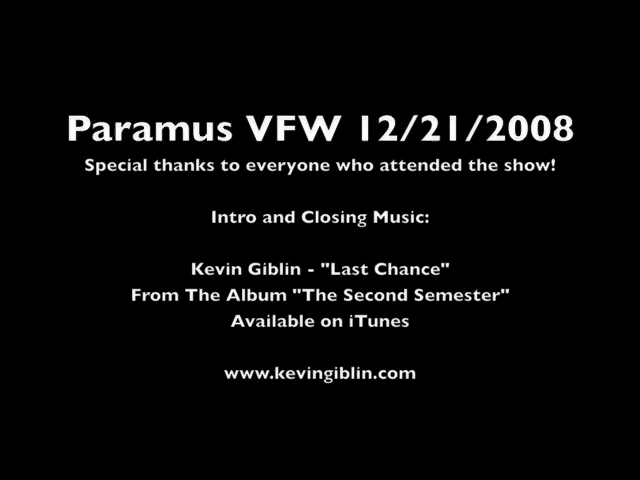 Paramus VFW 12/21/2008
Special thanks to everyone who attended the show!
Intro and Closing Music:
Kevin Giblin - "Last Chance"
From The Album "The Second Semester"
Available on iTunes
www.kevingiblin.com